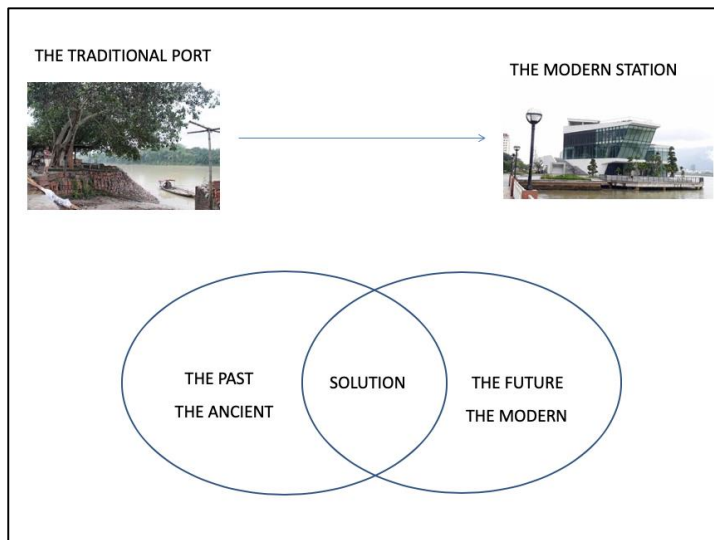 THE TRADITIONAL PORT
THE MODERN STATION
THE PAST
THE ANCIENT
SOLUTION
THE FUTURE
THE MODERN